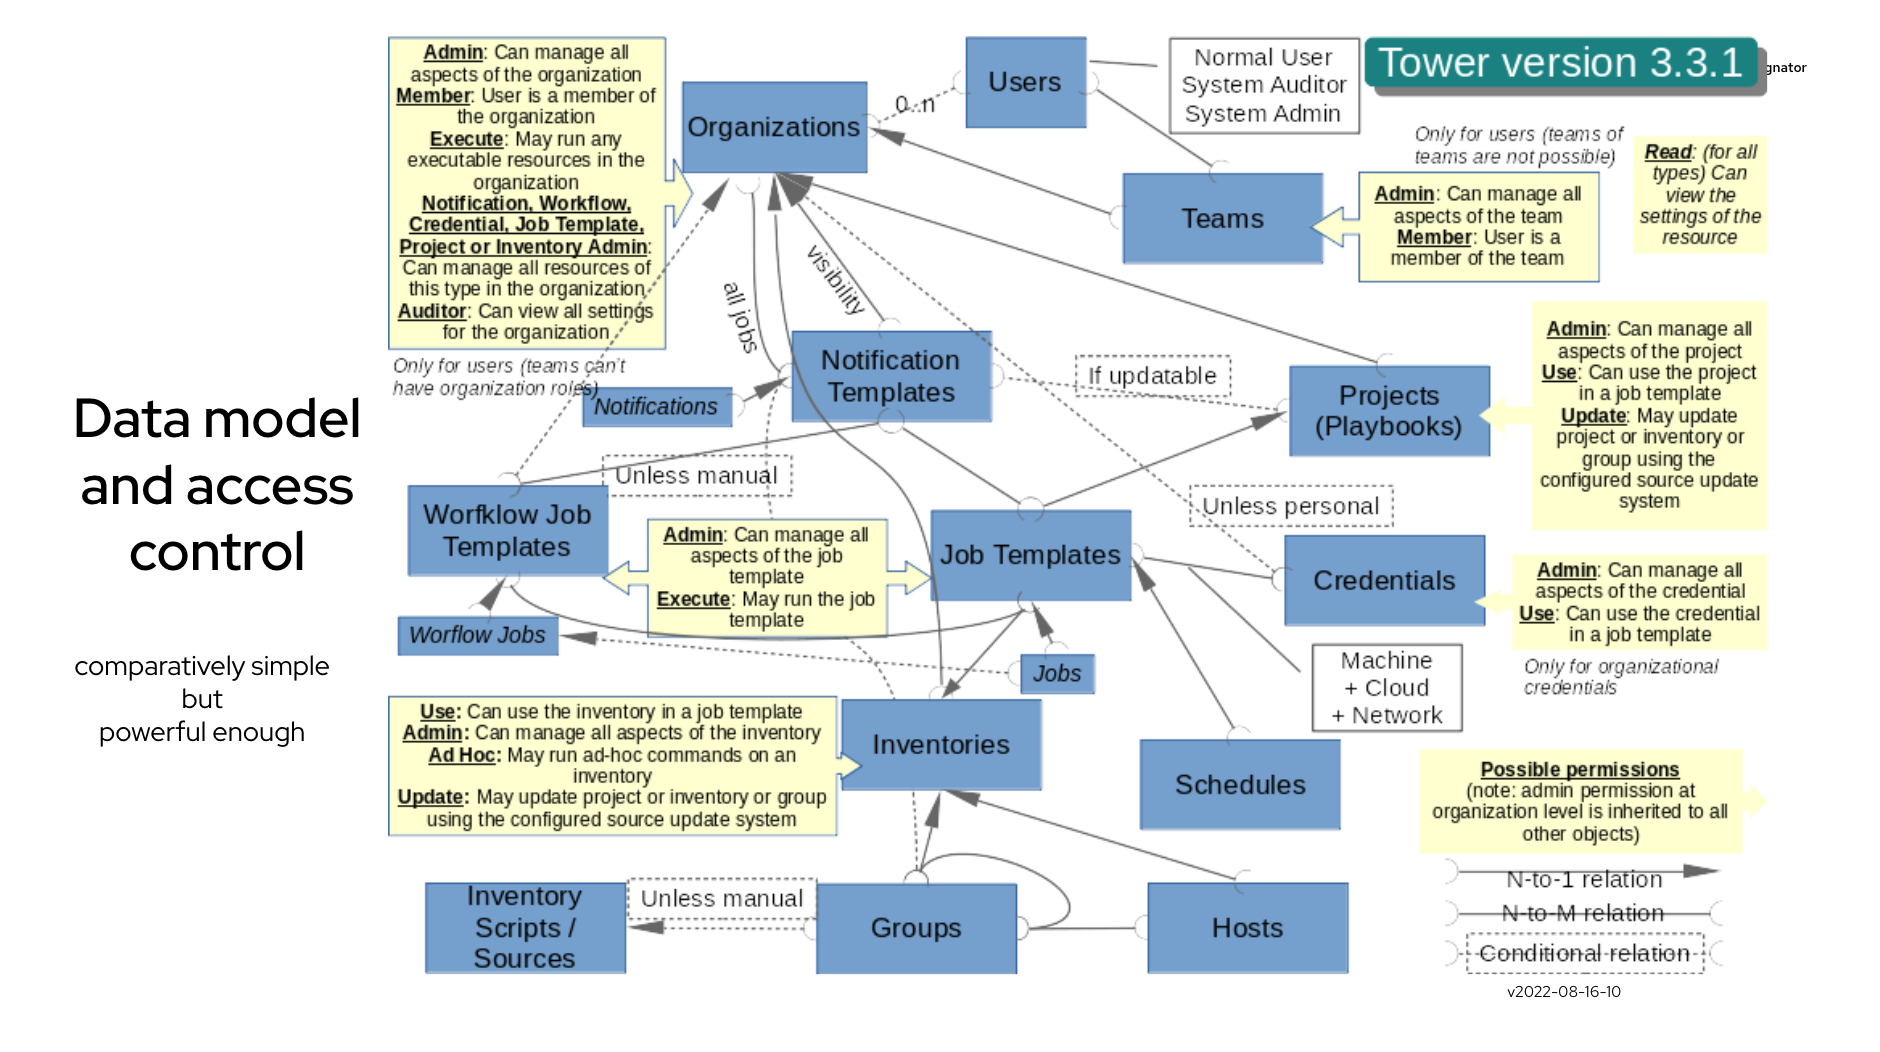 Data model
and access
control
comparatively simple
but
powerful enough
Admin: Can manage all
aspects of the organization
Member: User is a member of
the organization
Execute: May run any
executable resources in the
organization
Notification, Workflow,
Credential, Job Template,
Project or Inventory Admin:
Can manage all resources of
this type in the organization
Auditor: Can view all settings
for the organization
Only for users (teams can't
have organization roles)
Organizations
0..n
Users
Normal User
System Auditor
System Admin
Tower version 3.3.1
gnator
Only for users (teams of
teams are not possible)
Read: (for all
types) Can
view the
settings of the
resource
Teams
Admin: Can manage all
aspects of the team
Member: User is a
member of the team
visibility
all jobs
Notifications
Notification
Templates
If updatable
Projects
(Playbooks)
Admin: Can manage all
aspects of the project
Use: Can use the project
in a job template
Update: May update
project or inventory or
group using the
configured source update
system
Unless manual
Worfklow Job
Templates
Admin: Can manage all
aspects of the job
template
Execute: May run the job
template
Job Templates
Unless personal
Credentials
Admin: Can manage all
aspects of the credential
Use: Can use the credential
in a job template
Only for organizational
credentials
Worflow Jobs
Jobs
Machine
+ Cloud
+ Network
Use: Can use the inventory in a job template
Admin: Can manage all aspects of the inventory
Ad Hoc: May run ad-hoc commands on an
inventory
Update: May update project or inventory or group
using the configured source update system
Inventories
Schedules
Possible permissions
(note: admin permission at
organization level is inherited to all
other objects)
Inventory
Scripts /
Sources
Unless manual
Groups
Hosts
N-to-1 relation
N-to-M relation
Conditional relation
v2022-08-16-10